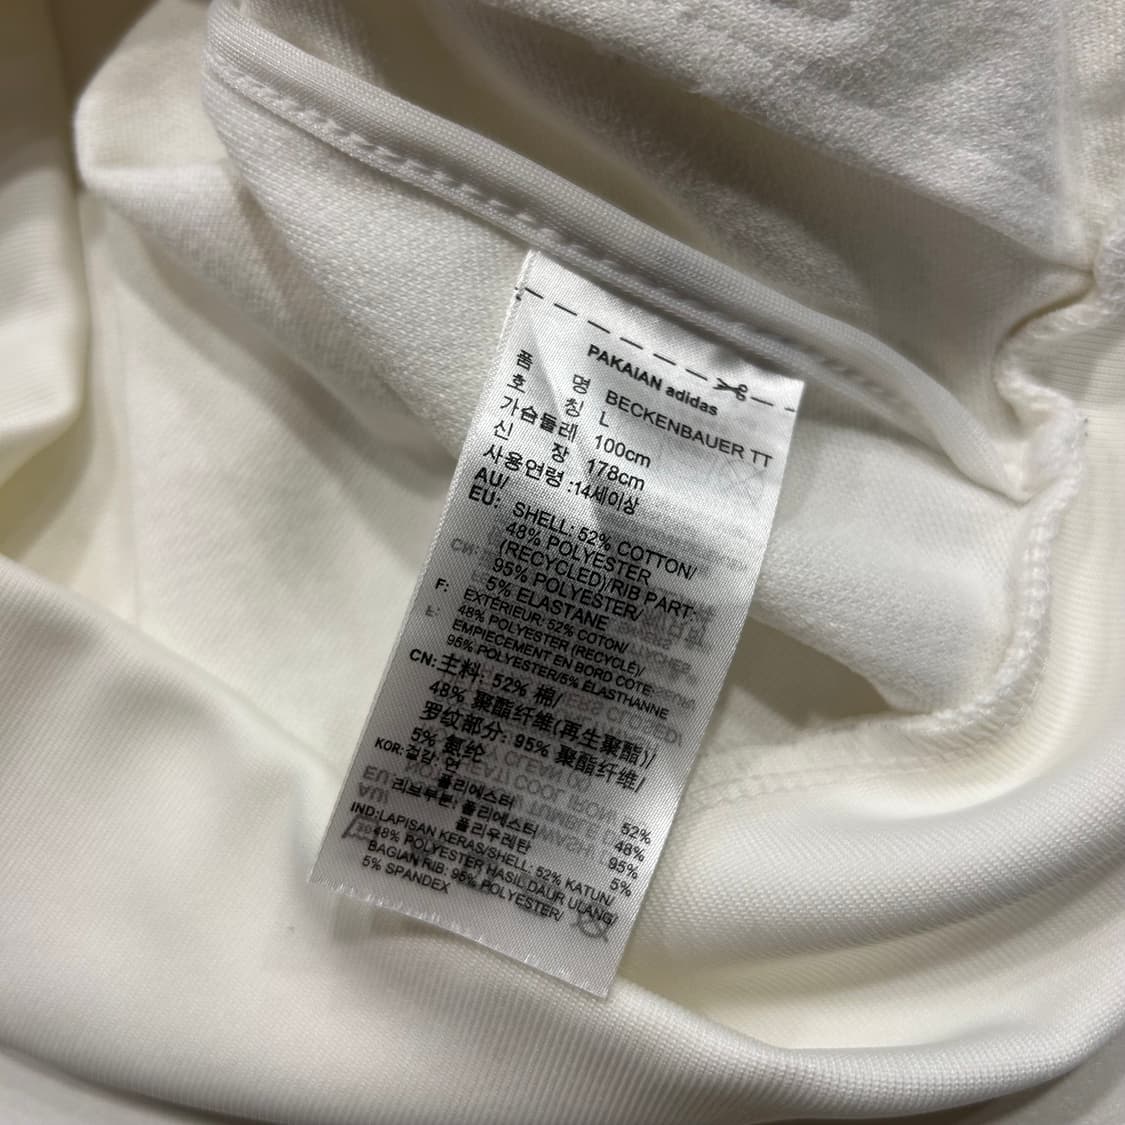 PAKAIAN adidas
품 명 BECKENBAUER TT
호 칭 L
가슴둘레 100cm
신 장 178cm
사용연령 :14세이상
AU/
EU: SHELL: 52% COTTON/
48% POLYESTER
(RECYCLED)/RIB PART:
95% POLYESTER/
5% ELASTANE
F: EXTÉRIEUR: 52% COTON/
48% POLYESTER (RECYCLÉ)/
EMPIÈCEMENT EN BORD CÔTE:
95% POLYESTER/5% ÉLASTHANNE
CN: 主料: 52% 棉/
48% 聚酯纤维(再生聚酯)/
罗纹部分: 95% 聚酯纤维/
5% 氨纶
KOR: 겉감: 면 52%
폴리에스터 48%
리브부분: 폴리에스터 95%
폴리우레탄 5%
IND: LAPISAN KERAS/SHELL: 52% KATUN/
48% POLYESTER HASIL DAUR ULANG/
BAGIAN RIB: 95% POLYESTER/
5% SPANDEX